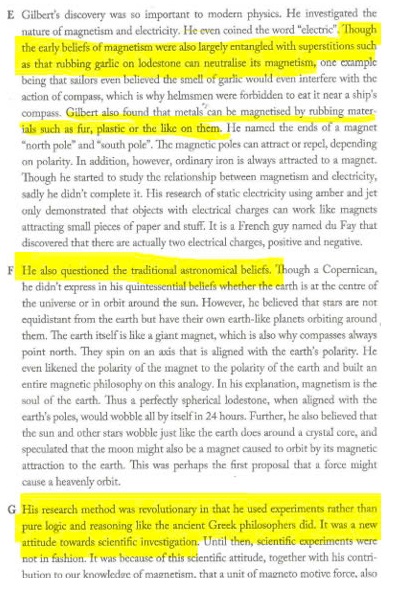 E Gilbert's discovery was so important to modern physics. He investigated the
nature of magnetism and electricity. He even coined the word "electric". Though
the early beliefs of magnetism were also largely entangled with superstitions such
as that rubbing garlic on lodestone can neutralise its magnetism, one example
being that sailors even believed the smell of garlic would even interfere with the
action of compass, which is why helmsmen were forbidden to eat it near a ship's
compass. Gilbert also found that metals can be magnetised by rubbing mater-
ials such as fur, plastic or the like on them. He named the ends of a magnet
"north pole" and "south pole". The magnetic poles can attract or repel, depending
on polarity. In addition, however, ordinary iron is always attracted to a magnet.
Though he started to study the relationship between magnetism and electricity,
sadly he didn't complete it. His research of static electricity using amber and jet
only demonstrated that objects with electrical charges can work like magnets
attracting small pieces of paper and stuff. It is a French guy named du Fay that
discovered that there are actually two electrical charges, positive and negative.
F He also questioned the traditional astronomical beliefs. Though a Copernican,
he didn't express in his quintessential beliefs whether the earth is at the centre of
the universe or in orbit around the sun. However, he believed that stars are not
equidistant from the earth but have their own earth-like planets orbiting around
them. The earth itself is like a giant magnet, which is also why compasses always
point north. They spin on an axis that is aligned with the earth's polarity. He
even likened the polarity of the magnet to the polarity of the earth and built an
entire magnetic philosophy on this analogy. In his explanation, magnetism is the
soul of the earth. Thus a perfectly spherical lodestone, when aligned with the
earth's poles, would wobble all by itself in 24 hours. Further, he also believed that
the sun and other stars wobble just like the earth does around a crystal core, and
speculated that the moon might also be a magnet caused to orbit by its magnetic
attraction to the earth. This was perhaps the first proposal that a force might
cause a heavenly orbit.
G His research method was revolutionary in that he used experiments rather than
pure logic and reasoning like the ancient Greek philosophers did. It was a new
attitude towards scientific investigation. Until then, scientific experiments were
not in fashion. It was because of this scientific attitude, together with his contri-
bution to our knowledge of magnetism, that a unit of magneto motive force, also